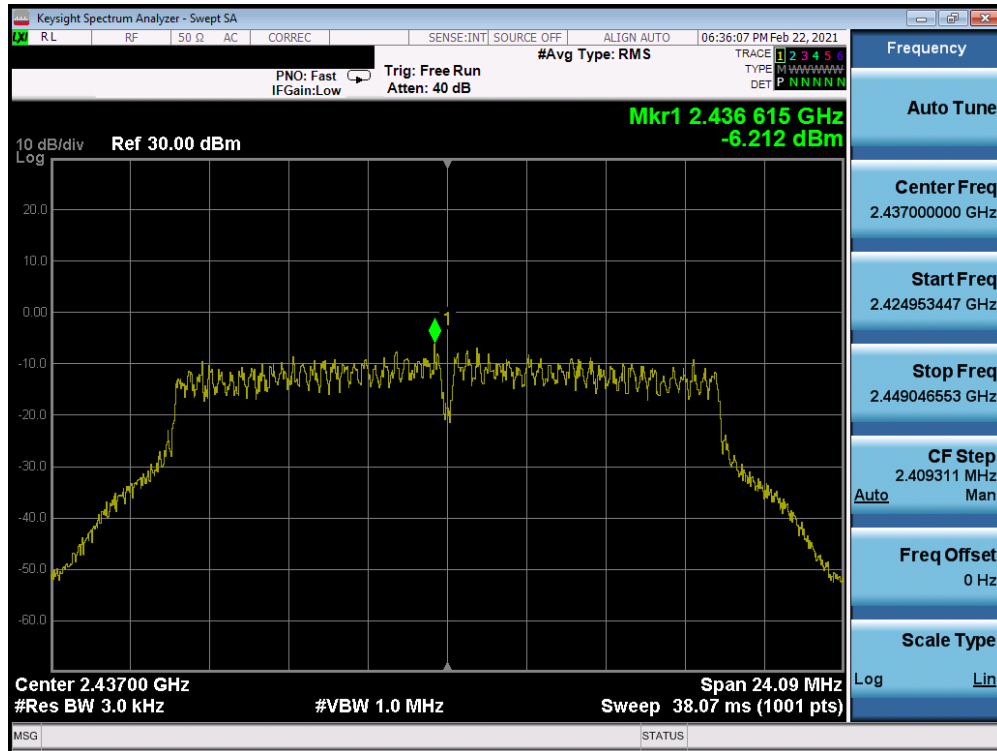 Keysight Spectrum Analyzer - Swept SA
LXI RL RF 50 Ω AC CORREC SENSE:INT SOURCE OFF ALIGN AUTO 06:36:07 PM Feb 22, 2021
#Avg Type: RMS
TRACE 1 2 3 4 5 6
PNO: Fast Trig: Free Run
TYPE M W W W W W
IFGain:Low Atten: 40 dB
DET P N N N N N
Mkr1 2.436 615 GHz
-6.212 dBm
10 dB/div Ref 30.00 dBm
Log
20.0
10.0
0.00
1
-10.0
-20.0
-30.0
-40.0
-50.0
-60.0
Center 2.43700 GHz Span 24.09 MHz
#Res BW 3.0 kHz #VBW 1.0 MHz Sweep 38.07 ms (1001 pts)
MSG STATUS
Frequency
Auto Tune
Center Freq
2.437000000 GHz
Start Freq
2.424953447 GHz
Stop Freq
2.449046553 GHz
CF Step
2.409311 MHz
Auto Man
Freq Offset
0 Hz
Scale Type
Log Lin